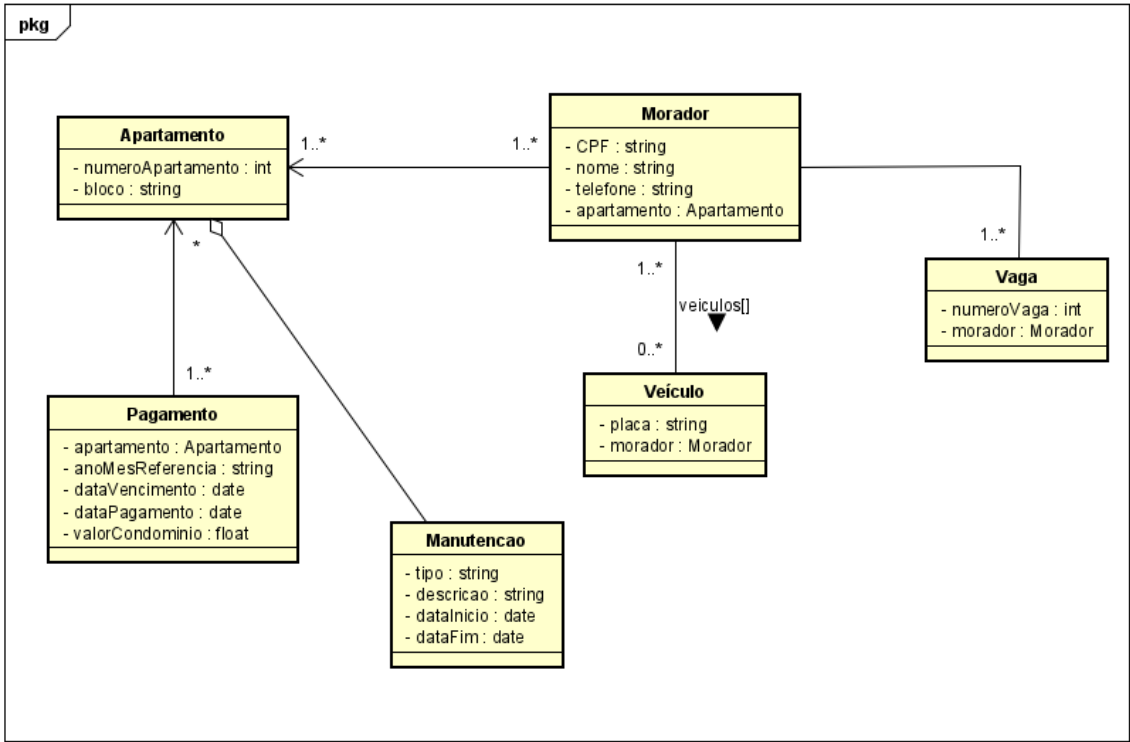 pkg
Apartamento
- numeroApartamento : int
- bloco : string
1..*
1..*
Morador
- CPF : string
- nome : string
- telefone : string
- apartamento : Apartamento
*
1..*
1..*
veiculos[]
0..*
1..*
Vaga
- numeroVaga : int
- morador : Morador
Veículo
- placa : string
- morador : Morador
Pagamento
- apartamento : Apartamento
- anoMesReferencia : string
- dataVencimento : date
- dataPagamento : date
- valorCondominio : float
Manutencao
- tipo : string
- descricao : string
- dataInicio : date
- dataFim : date